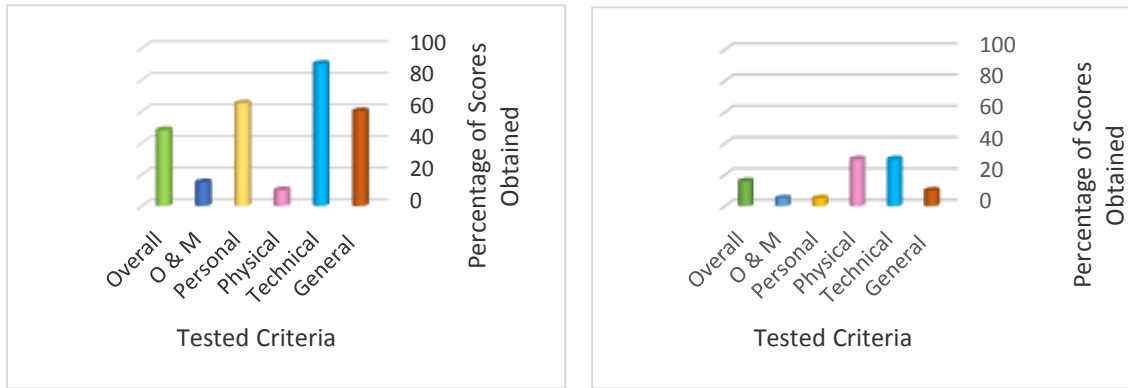 100
80
60
40
20
0
Percentage of Scores
Obtained
Overall
O & M
Personal
Physical
Technical
General
Tested Criteria
100
80
60
40
20
0
Percentage of Scores
Obtained
Overall
O & M
Personal
Physical
Technical
General
Tested Criteria